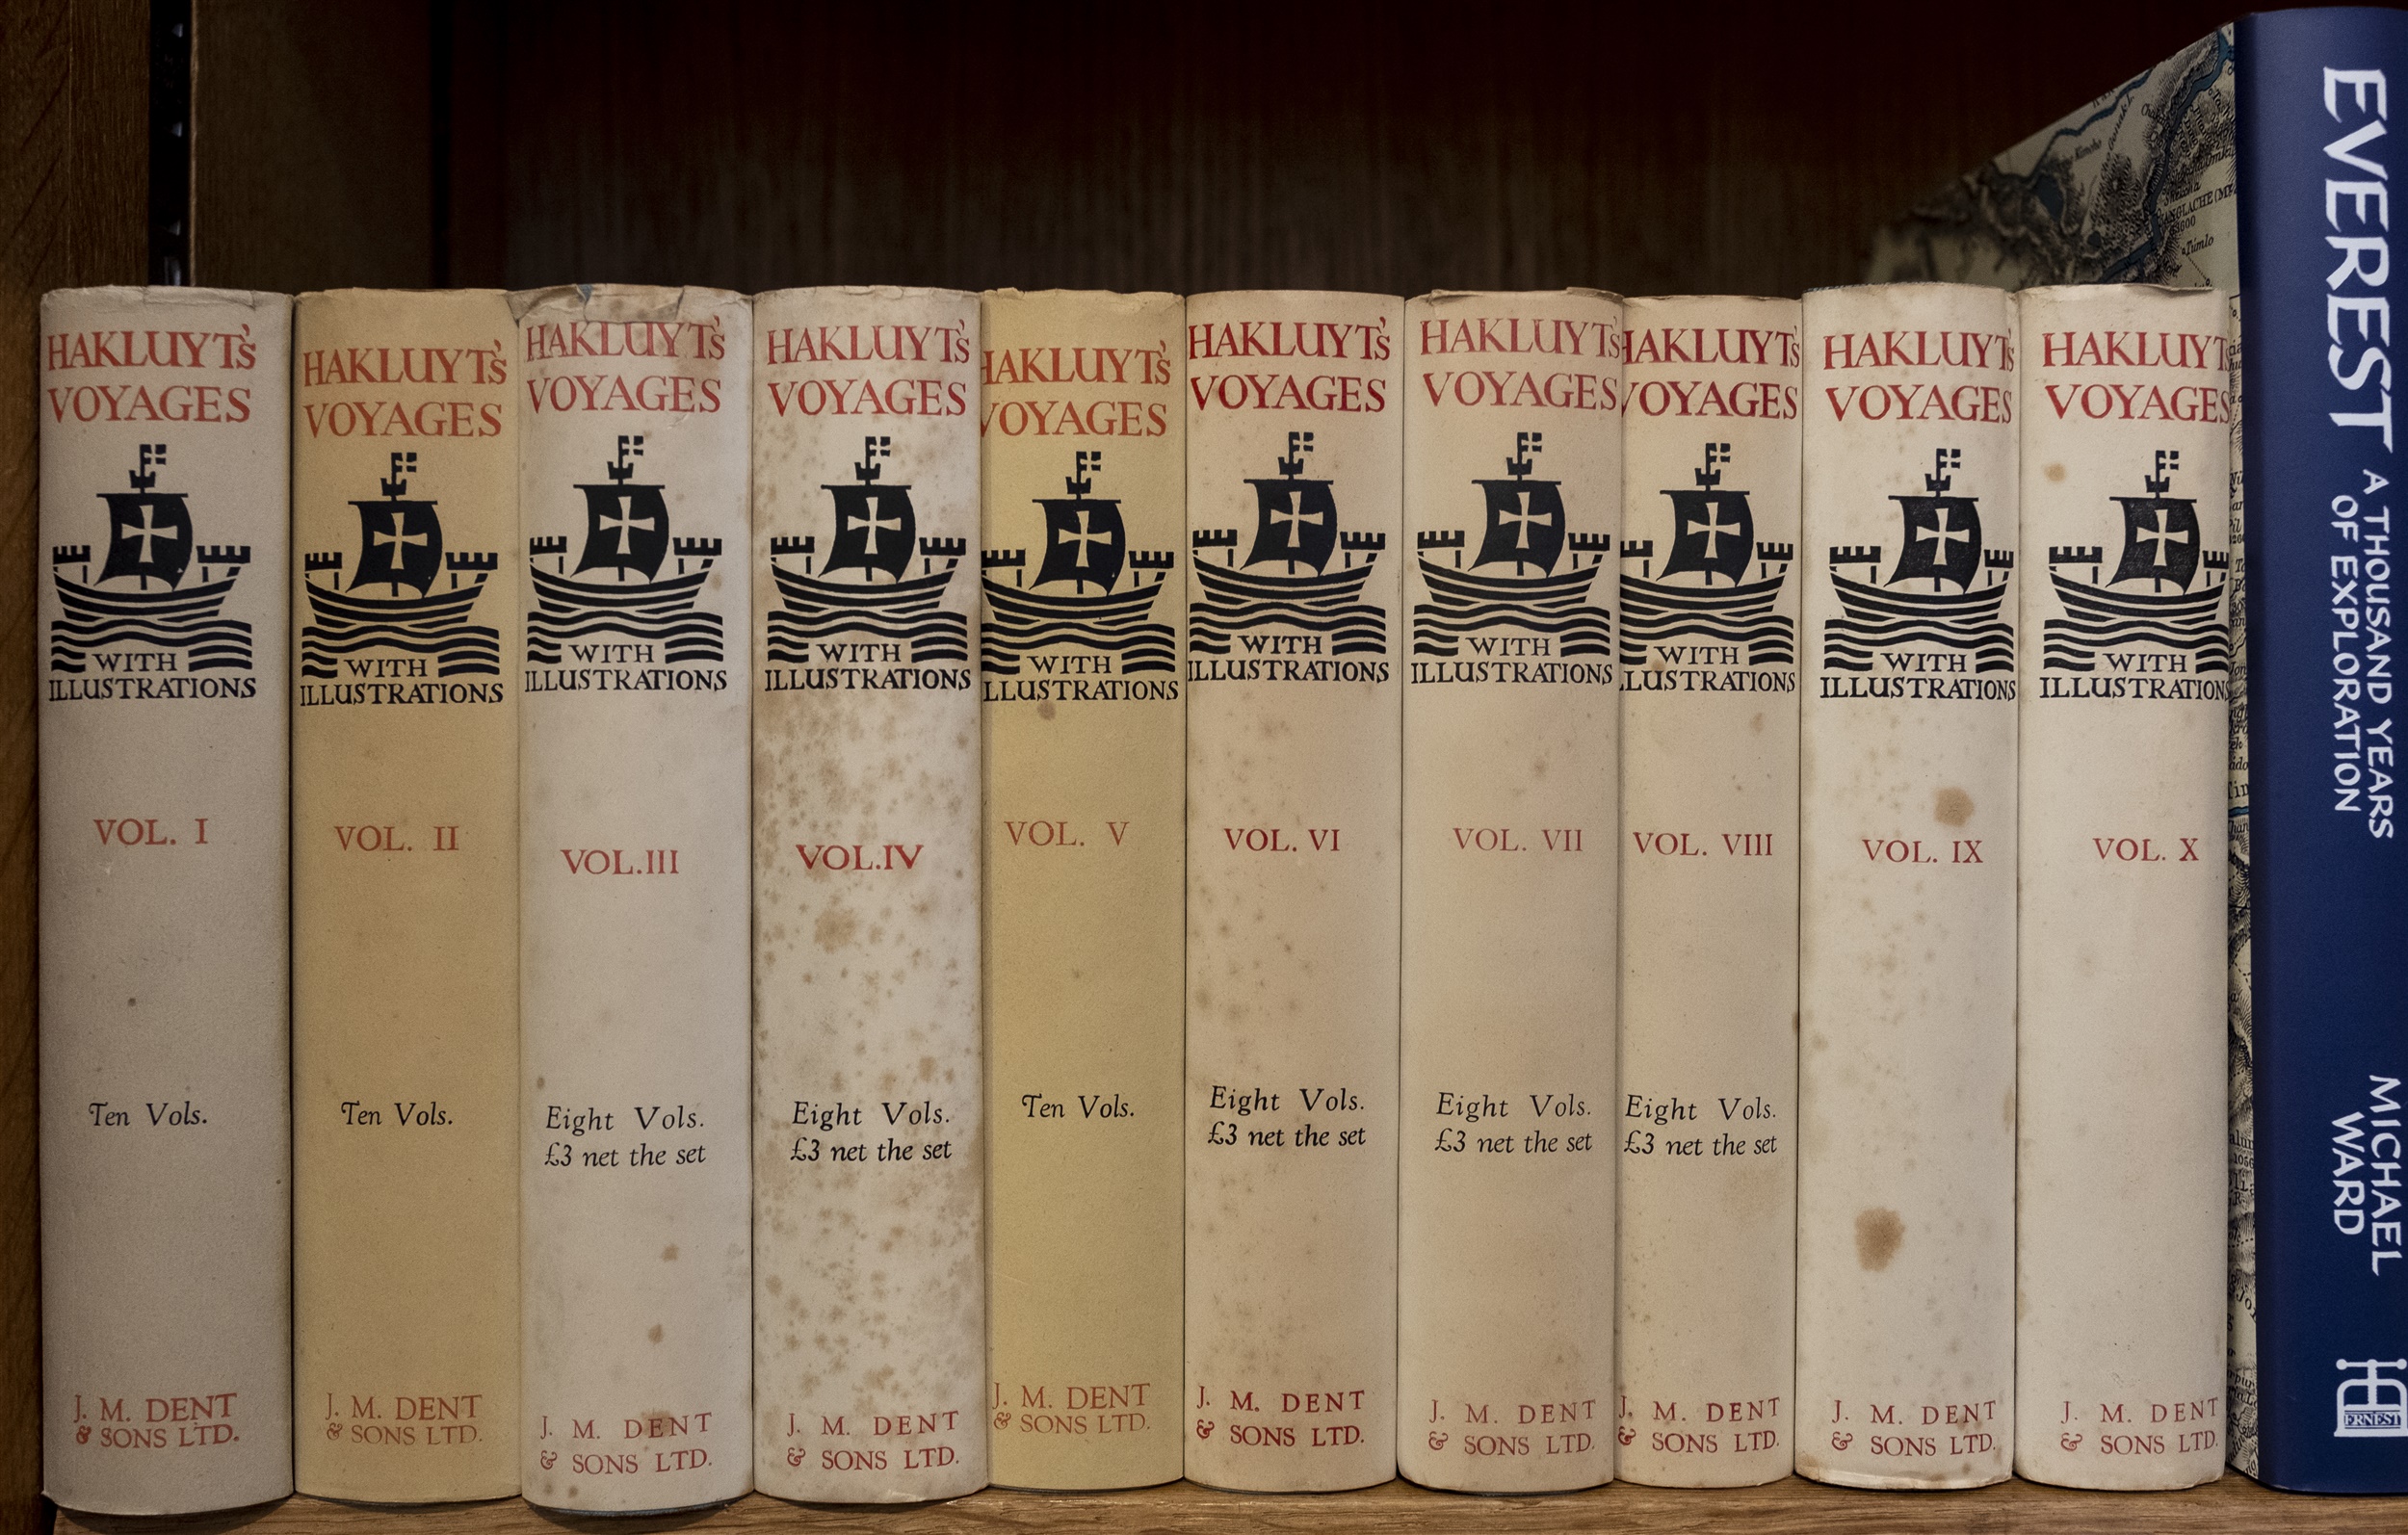 HAKLUYT's
VOYAGES
WITH
ILLUSTRATIONS
VOL. I
Ten Vols.
J. M. DENT
& SONS LTD.
HAKLUYT's
VOYAGES
WITH
ILLUSTRATIONS
VOL. II
Ten Vols.
J. M. DENT
& SONS LTD.
HAKLUYT's
VOYAGES
WITH
ILLUSTRATIONS
VOL.III
Eight Vols.
£3 net the set
J. M. DENT
& SONS LTD.
HAKLUYT's
VOYAGES
WITH
ILLUSTRATIONS
VOL.IV
Eight Vols.
£3 net the set
J. M. DENT
& SONS LTD.
HAKLUYT's
VOYAGES
WITH
ILLUSTRATIONS
VOL. V
Ten Vols.
J. M. DENT
& SONS LTD.
HAKLUYT's
VOYAGES
WITH
ILLUSTRATIONS
VOL. VI
Eight Vols.
£3 net the set
J. M. DENT
& SONS LTD.
HAKLUYT's
VOYAGES
WITH
ILLUSTRATIONS
VOL. VII
Eight Vols.
£3 net the set
J. M. DENT
& SONS LTD.
HAKLUYT's
VOYAGES
WITH
ILLUSTRATIONS
VOL. VIII
Eight Vols.
£3 net the set
J. M. DENT
& SONS LTD.
HAKLUYT's
VOYAGES
WITH
ILLUSTRATIONS
VOL. IX
J. M. DENT
& SONS LTD.
HAKLUYT's
VOYAGES
WITH
ILLUSTRATIONS
VOL. X
J. M. DENT
& SONS LTD.
Túmlo
EVEREST
A THOUSAND YEARS
OF EXPLORATION
MICHAEL
WARD
ERNEST